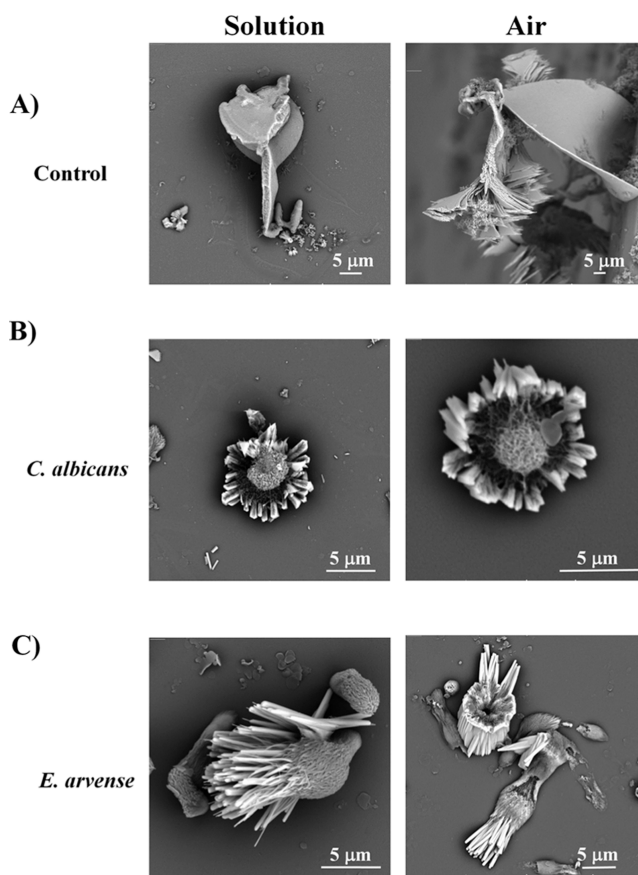 Solution Air
A)
Control
5 μm 5 μm
B)
C. albicans
5 μm 5 μm
C)
E. arvense
5 μm 5 μm